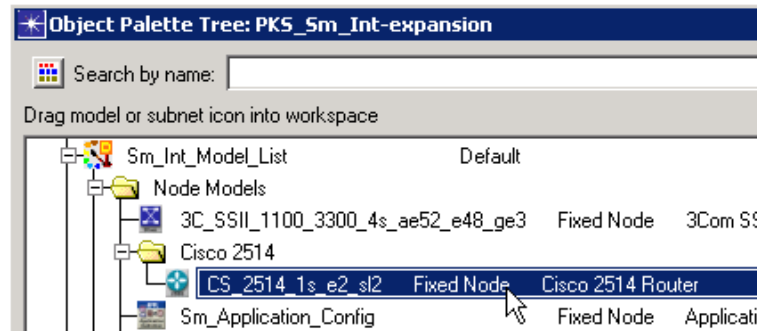 Object Palette Tree: PKS_Sm_Int-expansion
Search by name:
Drag model or subnet icon into workspace
Sm_Int_Model_List Default
Node Models
3C_SSII_1100_3300_4s_ae52_e48_ge3 Fixed Node 3Com SS
Cisco 2514
CS_2514_1s_e2_sl2 Fixed Node Cisco 2514 Router
Sm_Application_Config Fixed Node Applicati